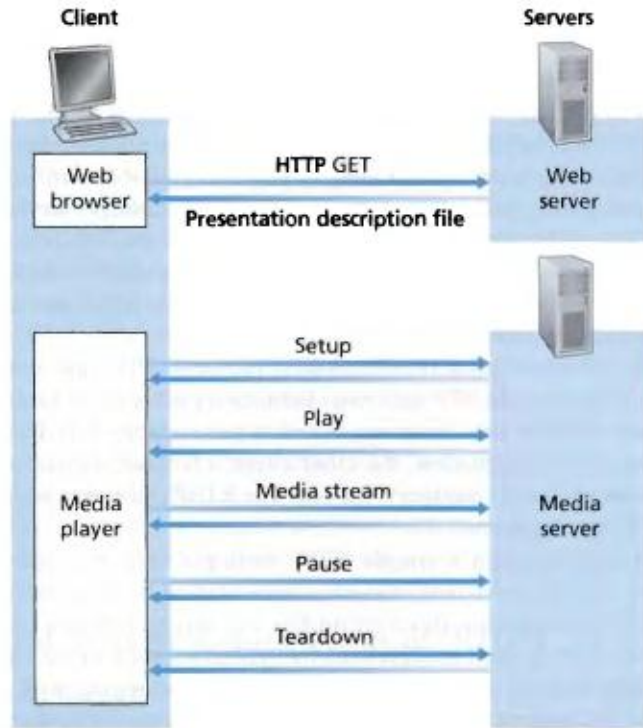 Client
Servers
Web
browser
HTTP GET
Presentation description file
Web
server
Setup
Play
Media
player
Media stream
Media
server
Pause
Teardown